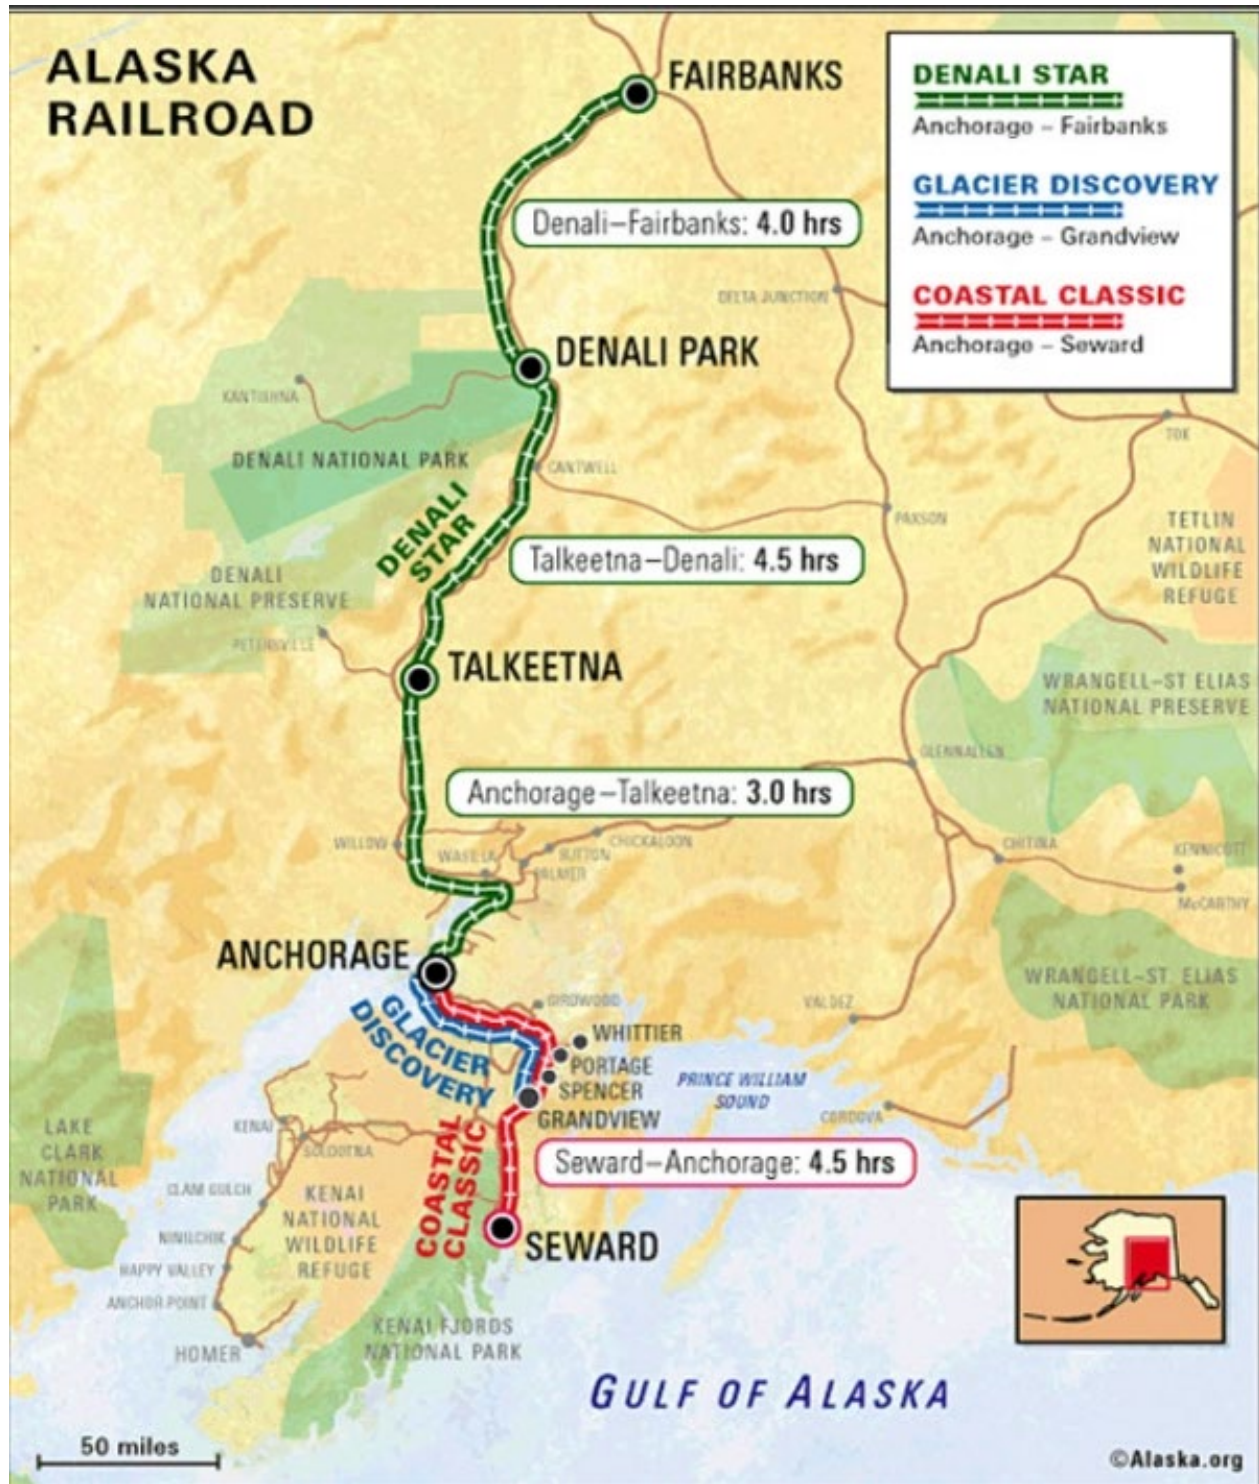 ALASKA
RAILROAD
FAIRBANKS
DENALI STAR
Anchorage – Fairbanks
GLACIER DISCOVERY
Anchorage – Grandview
COASTAL CLASSIC
Anchorage – Seward
Denali–Fairbanks: 4.0 hrs
DELTA JUNCTION
DENALI PARK
KANTISHNA
TOK
DENALI NATIONAL PARK
CANTWELL
DENALI
STAR
PAXSON
TETLIN
NATIONAL
WILDLIFE
REFUGE
Talkeetna–Denali: 4.5 hrs
DENALI
NATIONAL PRESERVE
PETERSVILLE
TALKEETNA
WRANGELL–ST ELIAS
NATIONAL PRESERVE
GLENNALLEN
Anchorage–Talkeetna: 3.0 hrs
WILLOW
WASILLA
SUTTON
CHICKALOON
PALMER
CHITINA
KENNICOTT
McCARTHY
ANCHORAGE
WRANGELL–ST. ELIAS
NATIONAL PARK
GIRDWOOD
VALDEZ
GLACIER
DISCOVERY
WHITTIER
PORTAGE
SPENCER
GRANDVIEW
PRINCE WILLIAM
SOUND
CORDOVA
LAKE
CLARK
NATIONAL
PARK
KENAI
SOLDOTNA
COASTAL
CLASSIC
Seward–Anchorage: 4.5 hrs
CLAM GULCH
KENAI
NATIONAL
WILDLIFE
REFUGE
NINILCHIK
HAPPY VALLEY
ANCHOR POINT
HOMER
SEWARD
KENAI FJORDS
NATIONAL PARK
GULF OF ALASKA
50 miles
©Alaska.org